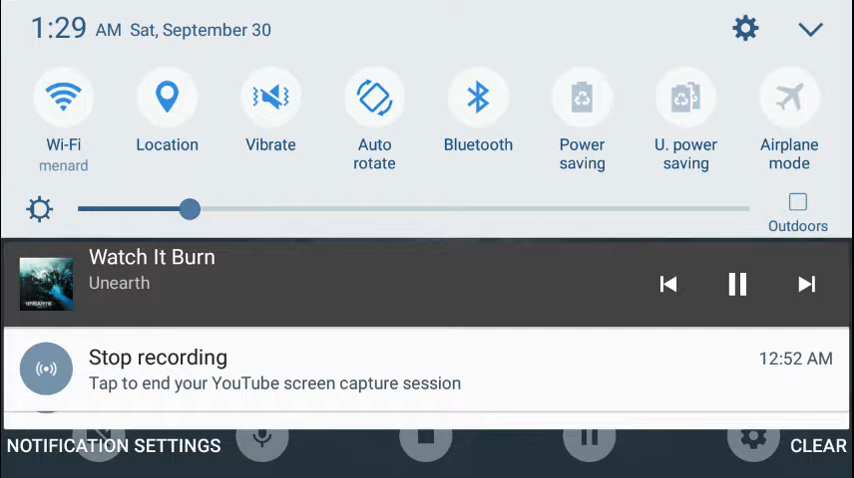 1:29 AM Sat, September 30
Wi-Fi
menard
Location
Vibrate
Auto
rotate
Bluetooth
Power
saving
U. power
saving
Airplane
mode
Outdoors
Watch It Burn
Unearth
UNEARTH
Stop recording
12:52 AM
Tap to end your YouTube screen capture session
NOTIFICATION SETTINGS
CLEAR